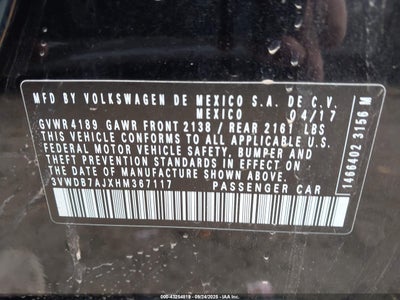 MFD BY VOLKSWAGEN DE MEXICO S.A. DE C.V.
MEXICO 04/17
GVWR 4189 GAWR FRONT 2138 / REAR 2161 LBS
THIS VEHICLE CONFORMS TO ALL APPLICABLE U.S.
FEDERAL MOTOR VEHICLE SAFETY, BUMPER AND
THEFT PREVENTION STANDARDS IN EFFECT ON
THE DATE OF MANUFACTURE SHOWN ABOVE.
3VWDB7AJXHM367117 PASSENGER CAR
1466402 3156 M
000-43254819 - 09/24/2025 - IAA Inc.